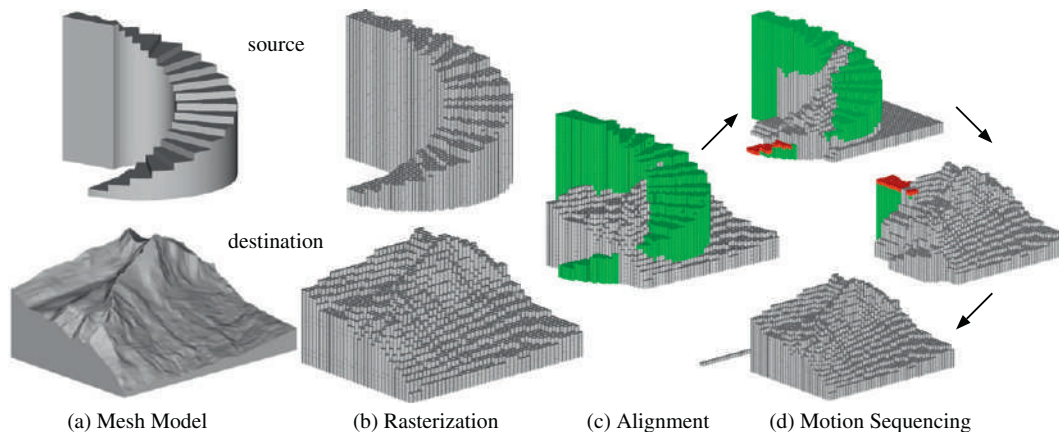 source
destination
(a) Mesh Model
(b) Rasterization
(c) Alignment
(d) Motion Sequencing